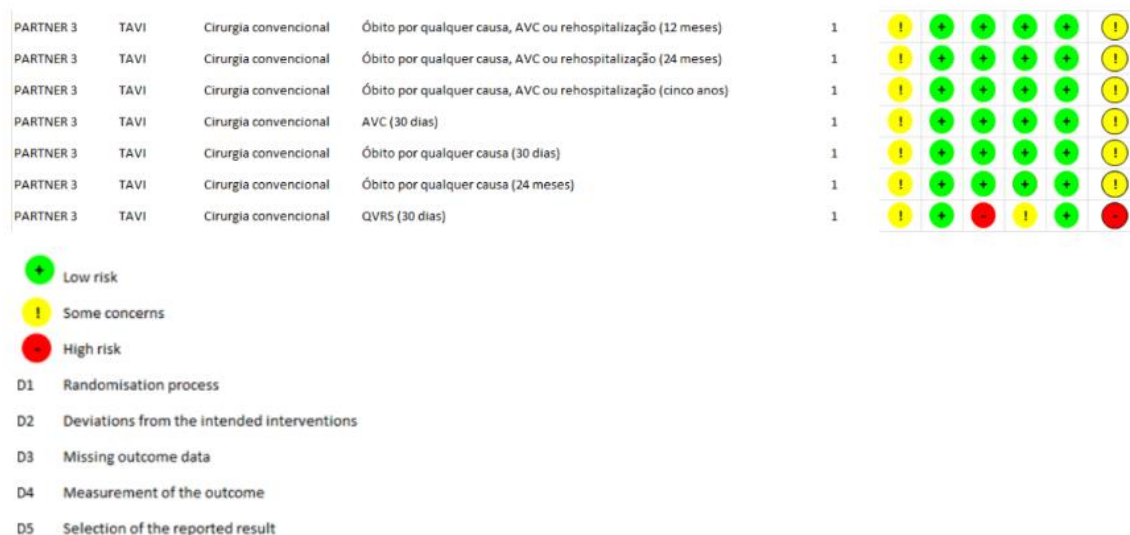 PARTNER 3 TAVI Cirurgia convencional Óbito por qualquer causa, AVC ou rehospitalização (12 meses) 1 ! + + + + !
PARTNER 3 TAVI Cirurgia convencional Óbito por qualquer causa, AVC ou rehospitalização (24 meses) 1 ! + + + + !
PARTNER 3 TAVI Cirurgia convencional Óbito por qualquer causa, AVC ou rehospitalização (cinco anos) 1 ! + + + + !
PARTNER 3 TAVI Cirurgia convencional AVC (30 dias) 1 ! + + + + !
PARTNER 3 TAVI Cirurgia convencional Óbito por qualquer causa (30 dias) 1 ! + + + + !
PARTNER 3 TAVI Cirurgia convencional Óbito por qualquer causa (24 meses) 1 ! + + + + !
PARTNER 3 TAVI Cirurgia convencional QVRS (30 dias) 1 ! + - ! + -
+ Low risk
! Some concerns
- High risk
D1 Randomisation process
D2 Deviations from the intended interventions
D3 Missing outcome data
D4 Measurement of the outcome
D5 Selection of the reported result